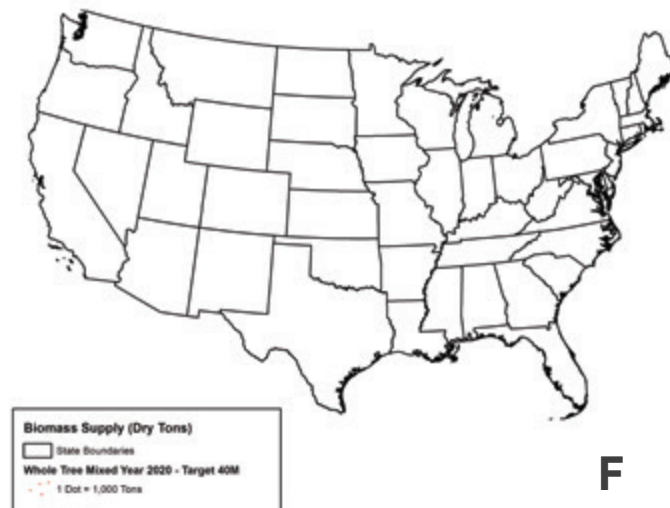 Biomass Supply (Dry Tons)
State Boundaries
Whole Tree Mixed Year 2020 - Target 40M
1 Dot = 1,000 Tons
F